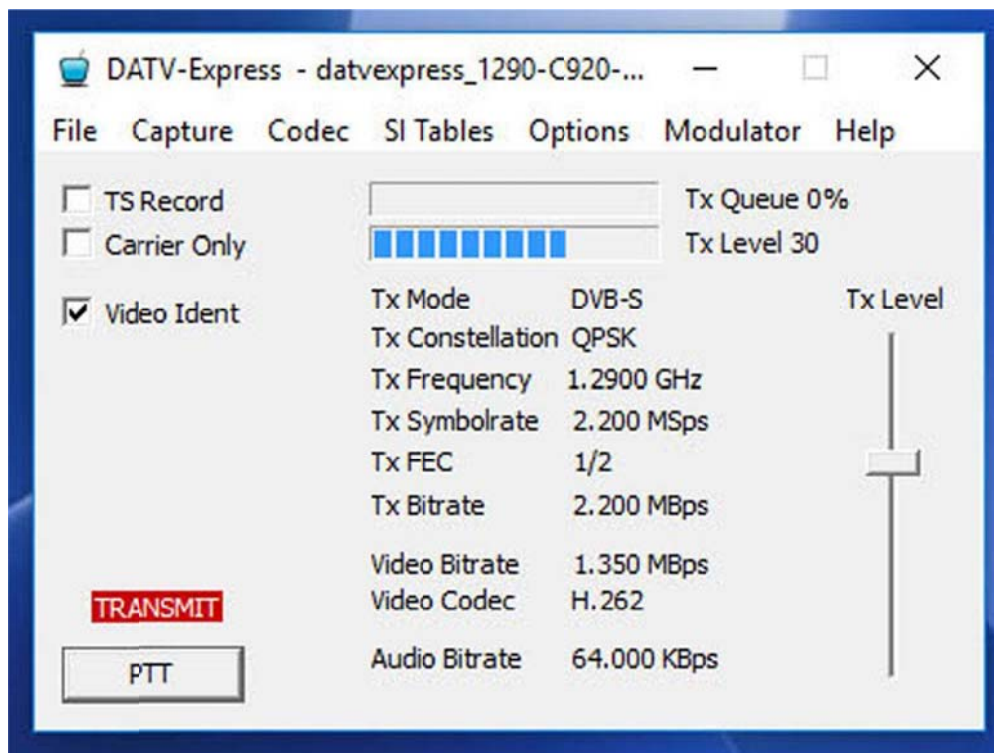 DATV-Express - datvexpress_1290-C920-...
File Capture Codec SI Tables Options Modulator Help
TS Record Tx Queue 0%
Carrier Only Tx Level 30
Video Ident Tx Mode DVB-S Tx Level
Tx Constellation QPSK
Tx Frequency 1.2900 GHz
Tx Symbolrate 2.200 MSps
Tx FEC 1/2
Tx Bitrate 2.200 MBps
Video Bitrate 1.350 MBps
TRANSMIT Video Codec H.262
PTT Audio Bitrate 64.000 KBps